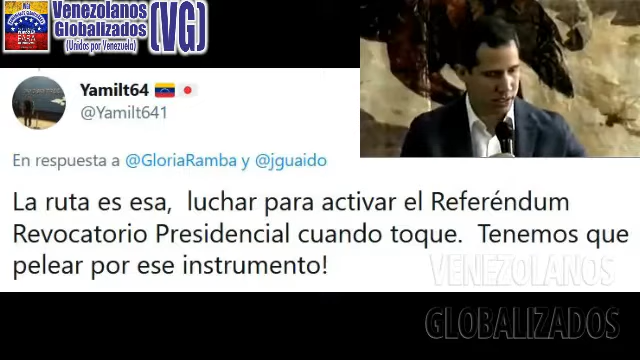 Venezolanos
Globalizados
(Unidos por Venezuela)
(VG)
Yamilt64
@Yamilt641
En respuesta a @GloriaRamba y @jguaido
La ruta es esa, luchar para activar el Referéndum
Revocatorio Presidencial cuando toque. Tenemos que
pelear por ese instrumento!
VENEZOLANOS
GLOBALIZADOS